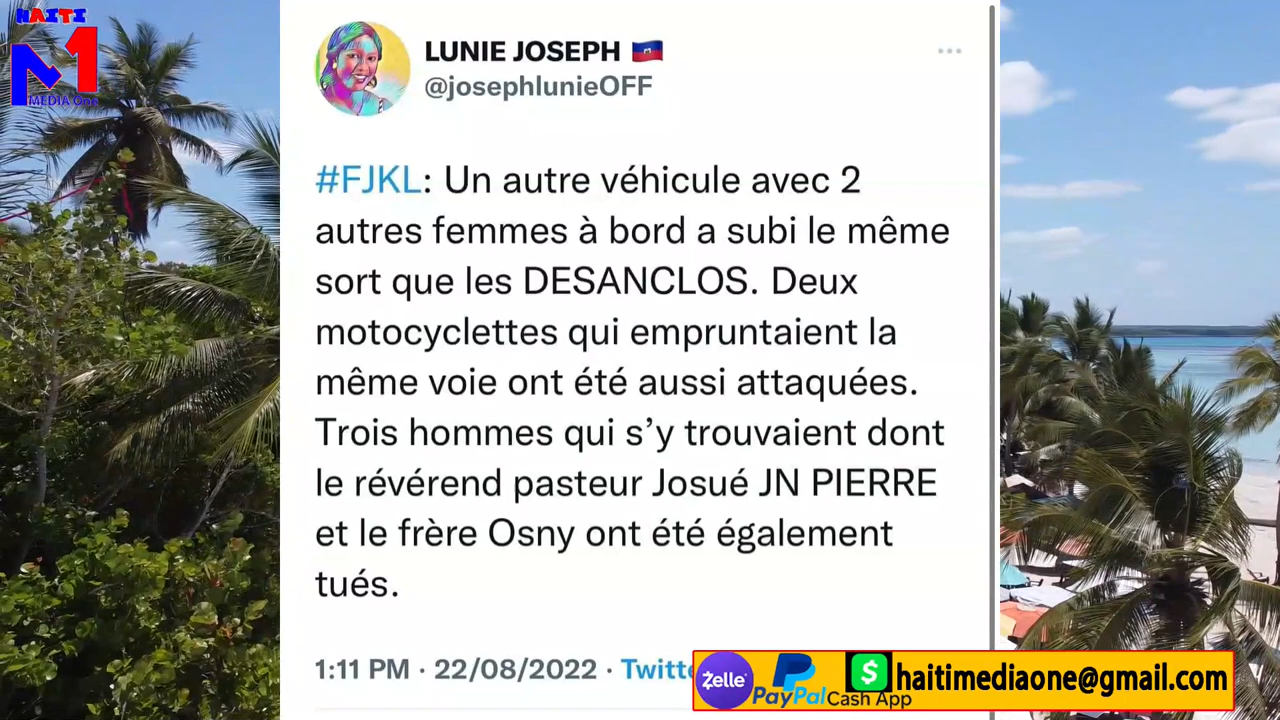 HAITI
M1
MEDIA One
LUNIE JOSEPH
@josephlunieOFF
#FJKL: Un autre véhicule avec 2
autres femmes à bord a subi le même
sort que les DESANCLOS. Deux
motocyclettes qui empruntaient la
même voie ont été aussi attaquées.
Trois hommes qui s’y trouvaient dont
le révérend pasteur Josué JN PIERRE
et le frère Osny ont été également
tués.
1:11 PM · 22/08/2022 · Twitte
Zelle PayPal $ Cash App haitimediaone@gmail.com